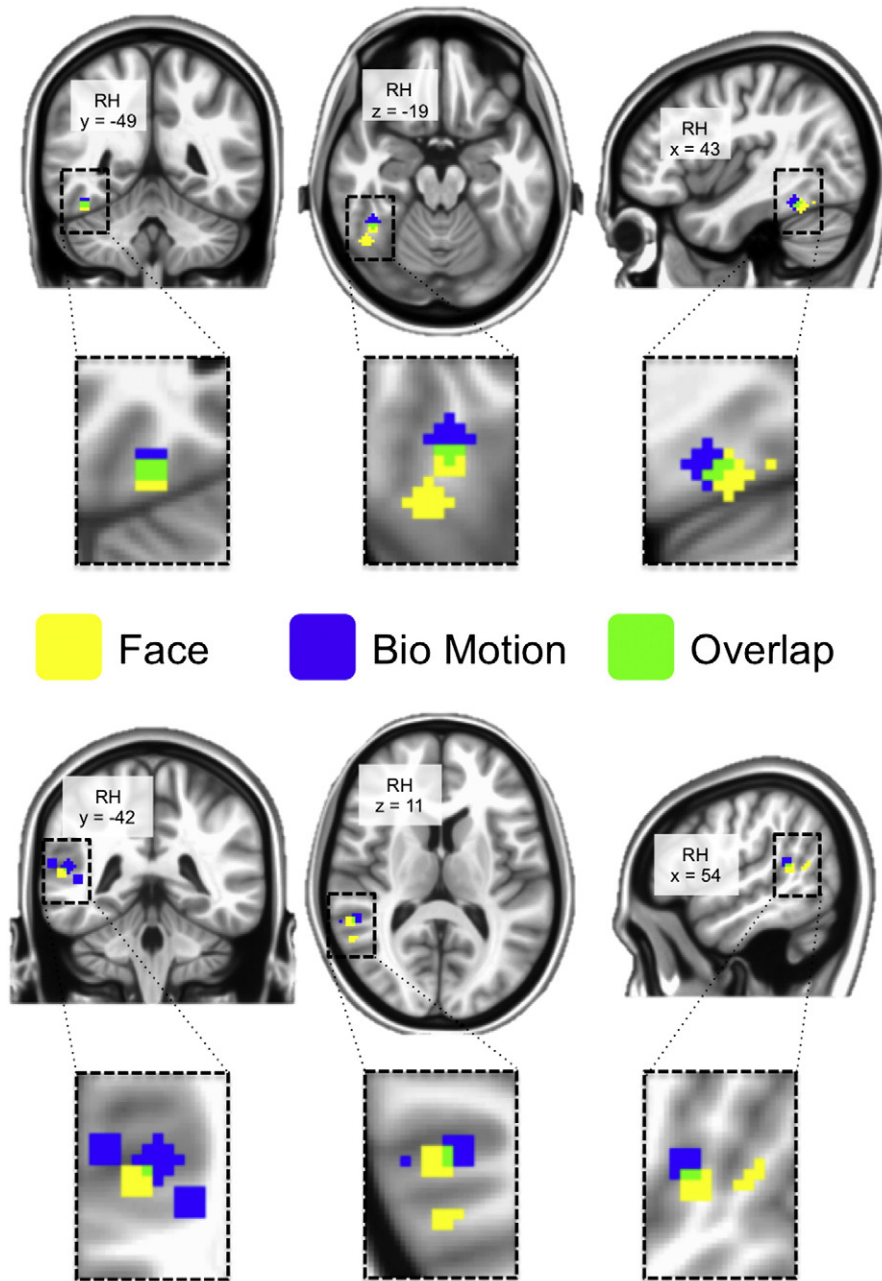 RH
y = -49
RH
z = -19
RH
x = 43
Face
Bio Motion
Overlap
RH
y = -42
RH
z = 11
RH
x = 54